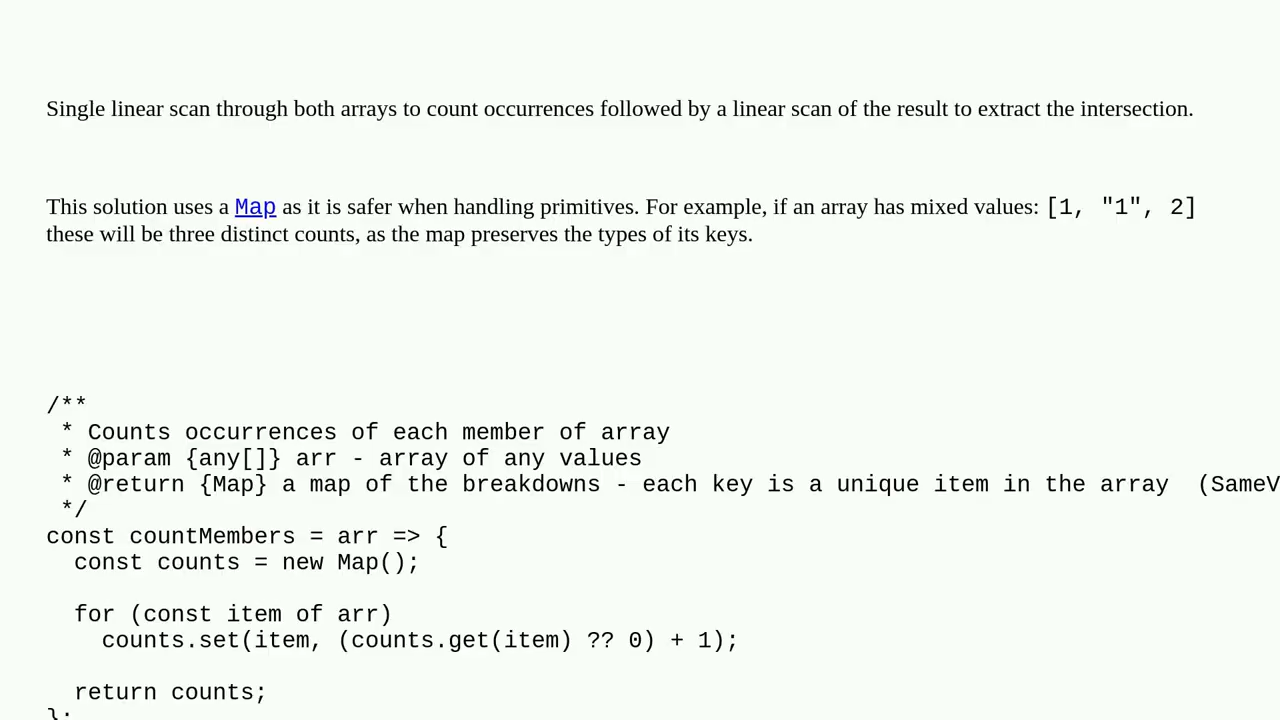 Single linear scan through both arrays to count occurrences followed by a linear scan of the result to extract the intersection.
This solution uses a Map as it is safer when handling primitives. For example, if an array has mixed values: [1, "1", 2]
these will be three distinct counts, as the map preserves the types of its keys.
/**
 * Counts occurrences of each member of array
 * @param {any[]} arr - array of any values
 * @return {Map} a map of the breakdowns - each key is a unique item in the array  (SameV
 */
const countMembers = arr => {
  const counts = new Map();
  for (const item of arr)
    counts.set(item, (counts.get(item) ?? 0) + 1);
  return counts;
};